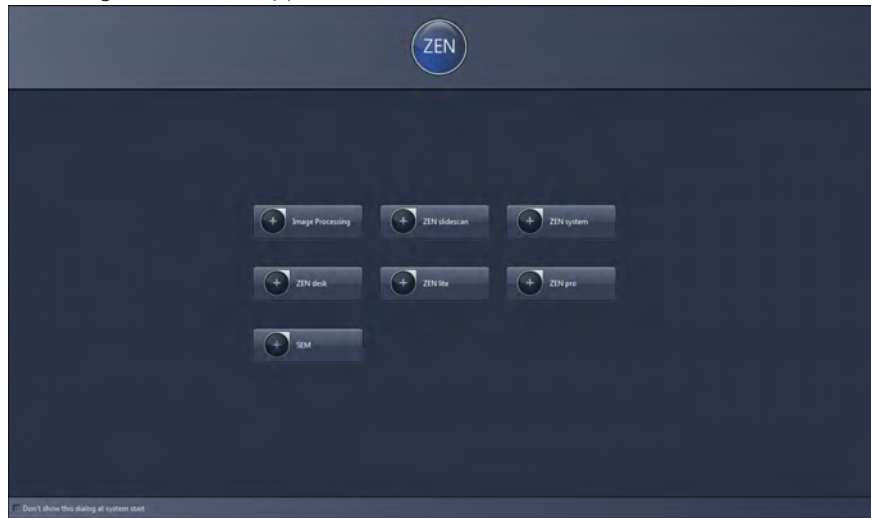 ZEN
Image Processing
ZEN slidescan
ZEN system
ZEN desk
ZEN lite
ZEN pro
SEM
Don't show this dialog at system start